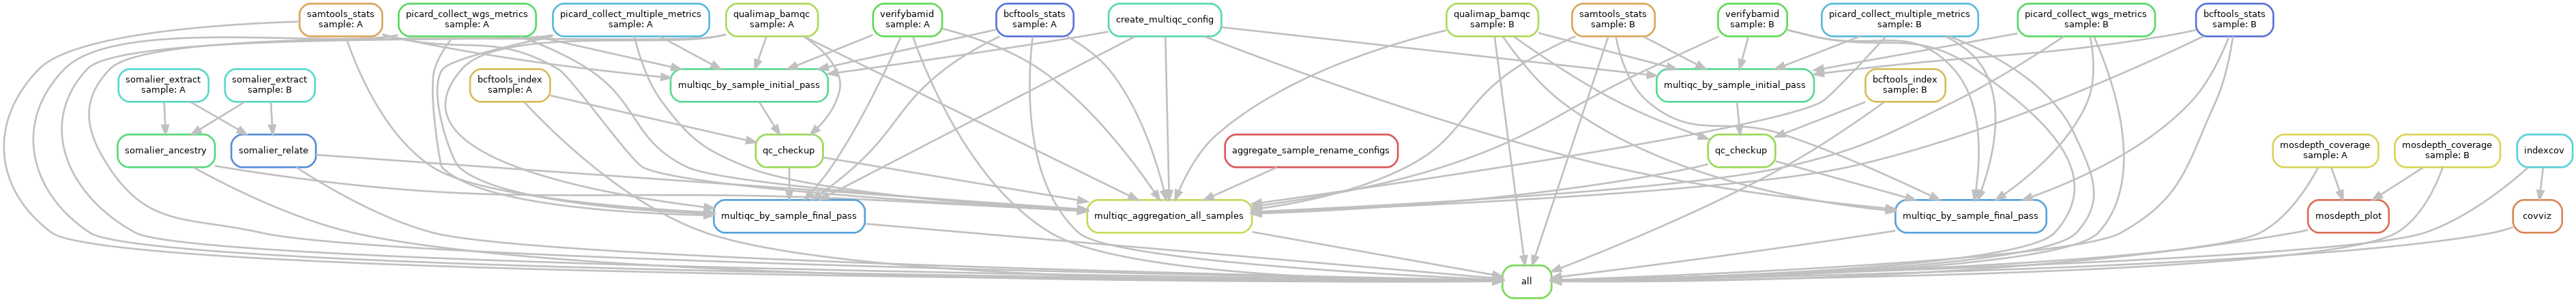 samtools_stats
sample: A
picard_collect_wgs_metrics
sample: A
picard_collect_multiple_metrics
sample: A
qualimap_bamqc
sample: A
verifybamid
sample: A
bcftools_stats
sample: A
create_multiqc_config
qualimap_bamqc
sample: B
samtools_stats
sample: B
verifybamid
sample: B
picard_collect_multiple_metrics
sample: B
picard_collect_wgs_metrics
sample: B
bcftools_stats
sample: B
somalier_extract
sample: A
somalier_extract
sample: B
bcftools_index
sample: A
multiqc_by_sample_initial_pass
multiqc_by_sample_initial_pass
bcftools_index
sample: B
somalier_ancestry
somalier_relate
qc_checkup
aggregate_sample_rename_configs
qc_checkup
mosdepth_coverage
sample: A
mosdepth_coverage
sample: B
indexcov
multiqc_by_sample_final_pass
multiqc_aggregation_all_samples
multiqc_by_sample_final_pass
mosdepth_plot
covviz
all